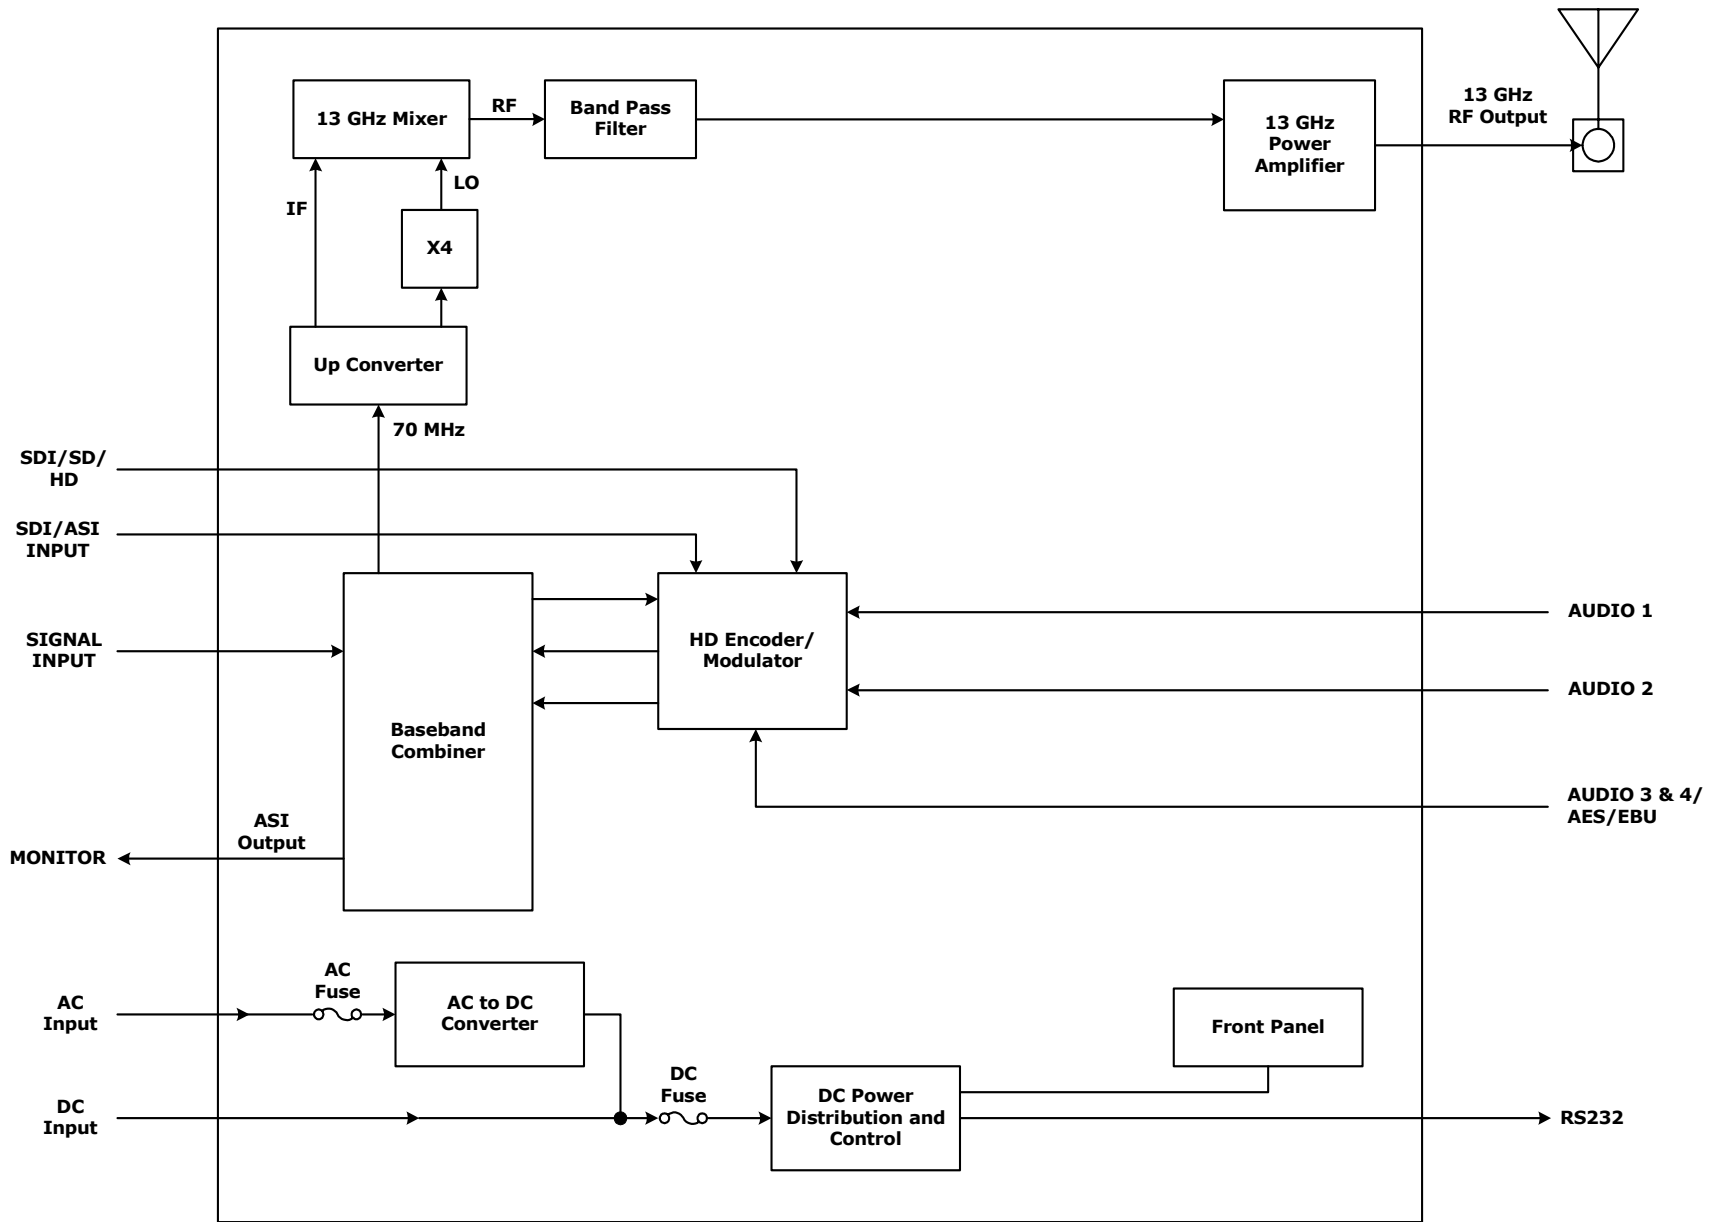 13 GHz Mixer
RF
Band Pass
Filter
13 GHz
Power
Amplifier
13 GHz
RF Output
LO
IF
X4
Up Converter
70 MHz
SDI/SD/
HD
SDI/ASI
INPUT
SIGNAL
INPUT
HD Encoder/
Modulator
AUDIO 1
AUDIO 2
Baseband
Combiner
AUDIO 3 & 4/
AES/EBU
ASI
Output
MONITOR
AC
Fuse
AC
Input
AC to DC
Converter
Front Panel
DC
Fuse
DC
Input
DC Power
Distribution and
Control
RS232